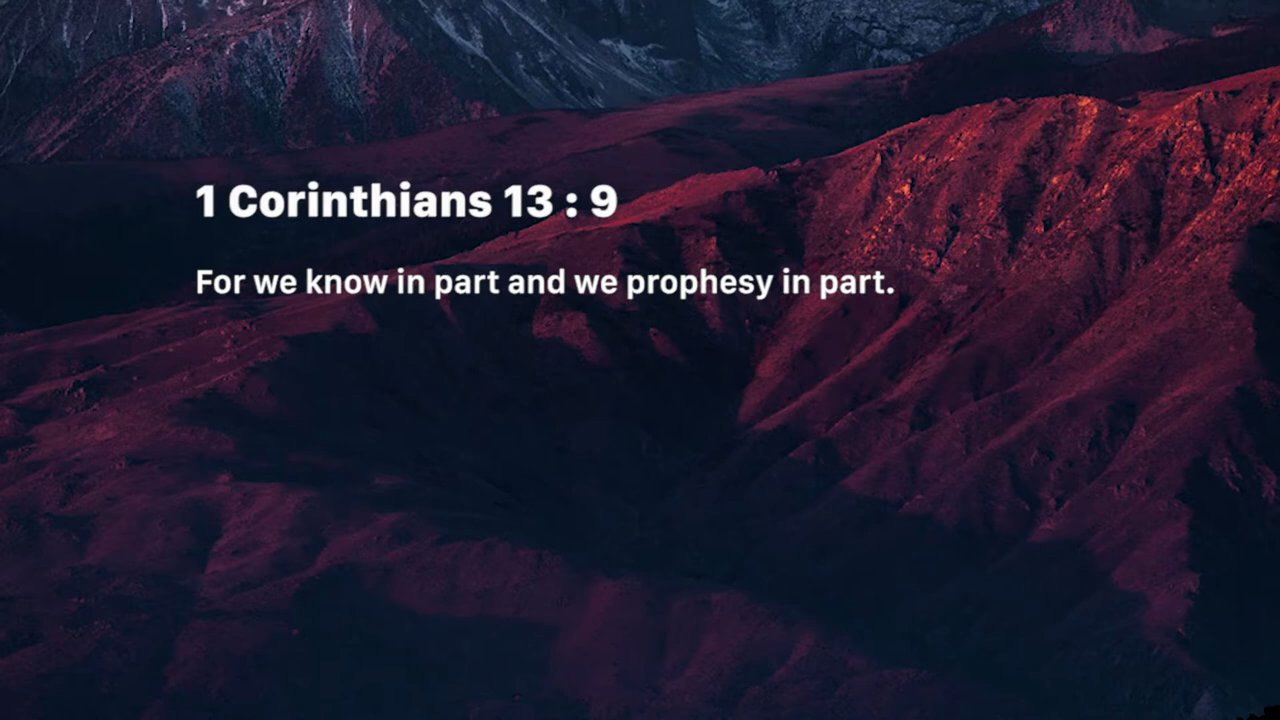 1 Corinthians 13 : 9
For we know in part and we prophesy in part.